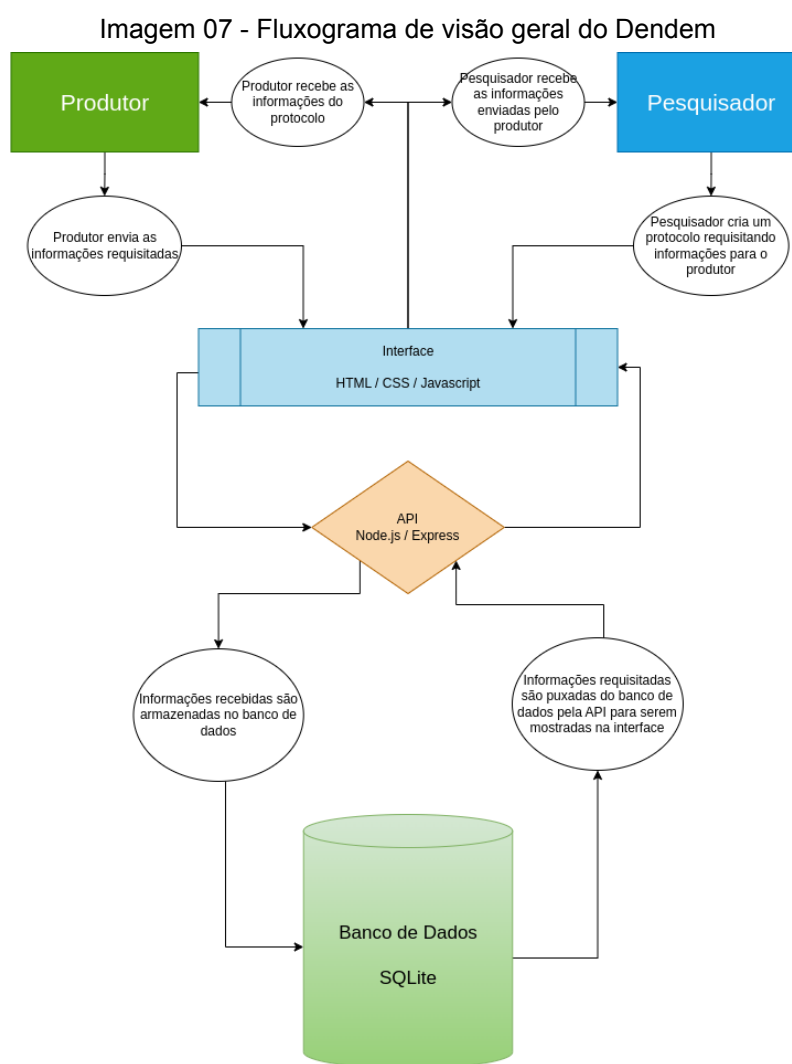 Imagem 07 - Fluxograma de visão geral do Dendem
Produtor
Produtor recebe as
informações do
protocolo
Pesquisador recebe
as informações
enviadas pelo
produtor
Pesquisador
Produtor envia as
informações requisitadas
Pesquisador cria um
protocolo requisitando
informações para o
produtor
Interface
HTML / CSS / Javascript
API
Node.js / Express
Informações recebidas são
armazenadas no banco de
dados
Informações requisitadas
são puxadas do banco de
dados pela API para serem
mostradas na interface
Banco de Dados
SQLite